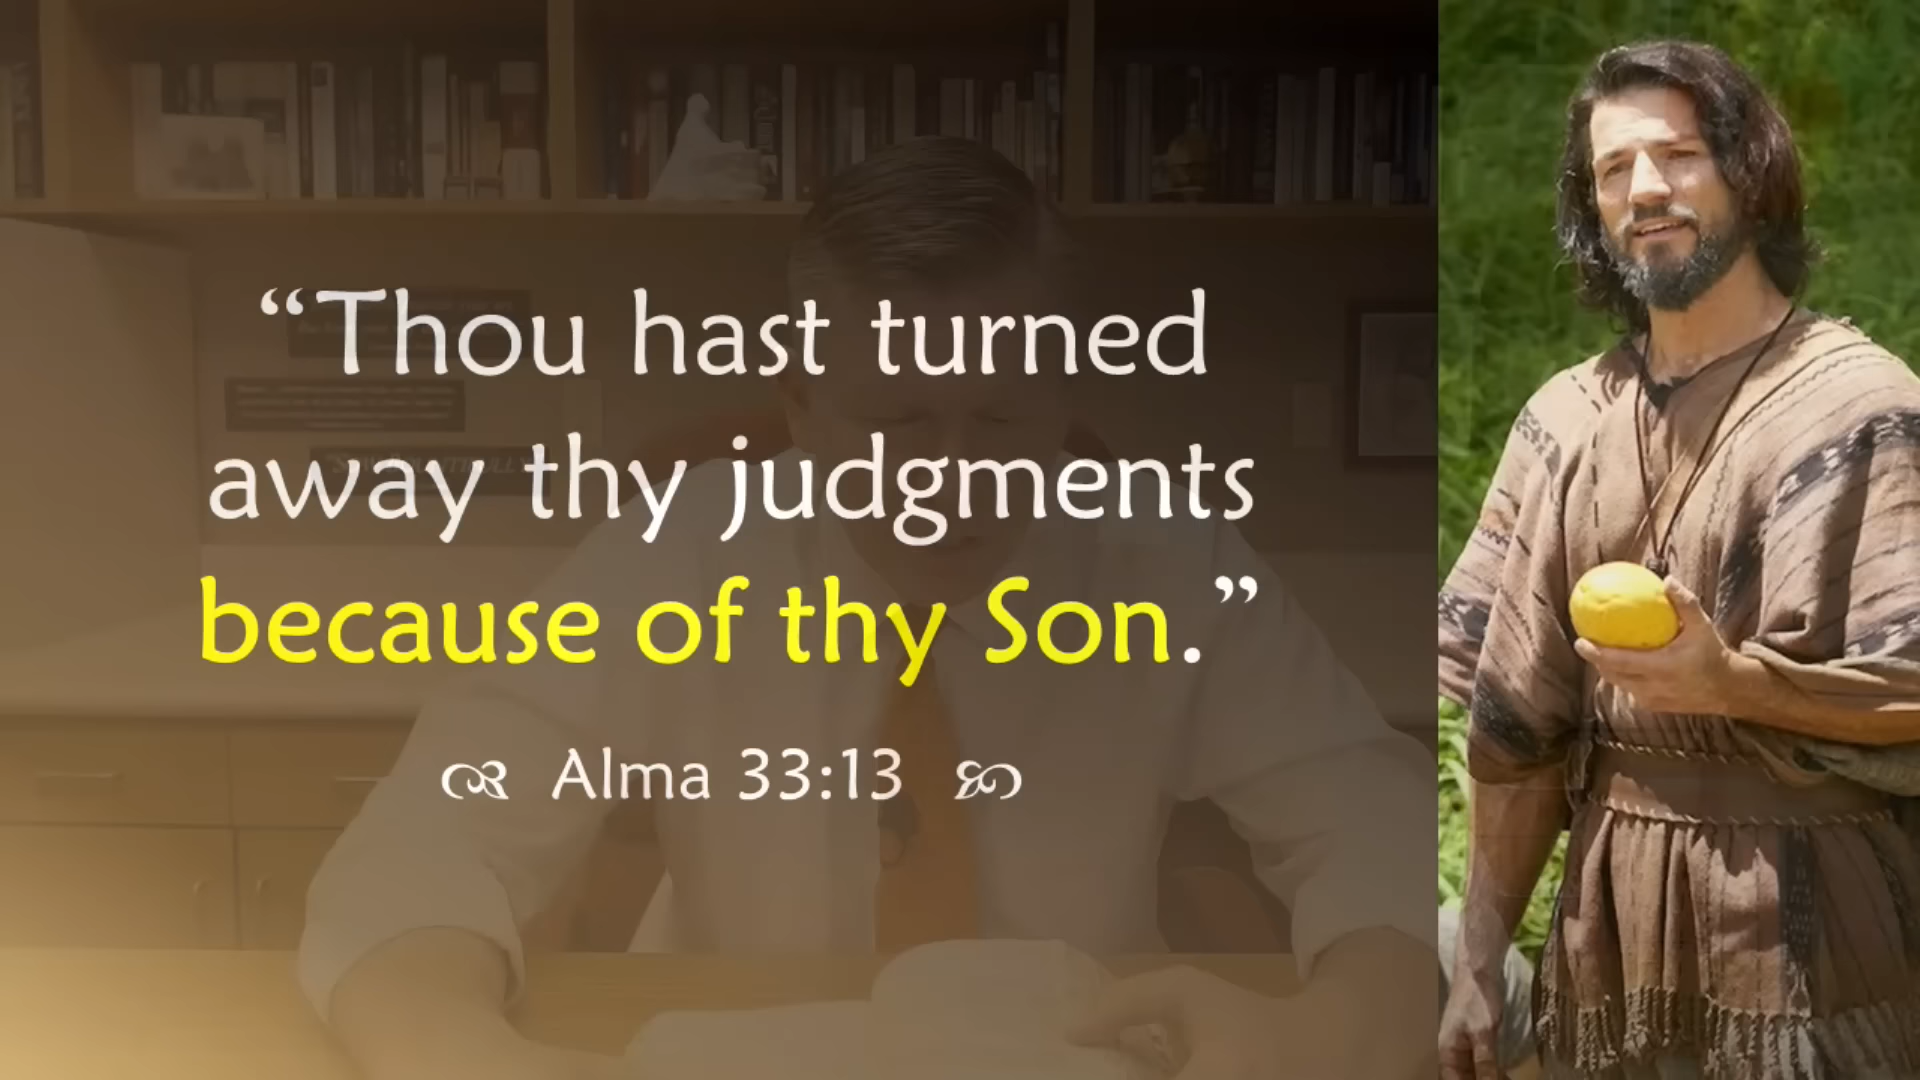 “Thou hast turned
away thy judgments
because of thy Son.”
Alma 33:13